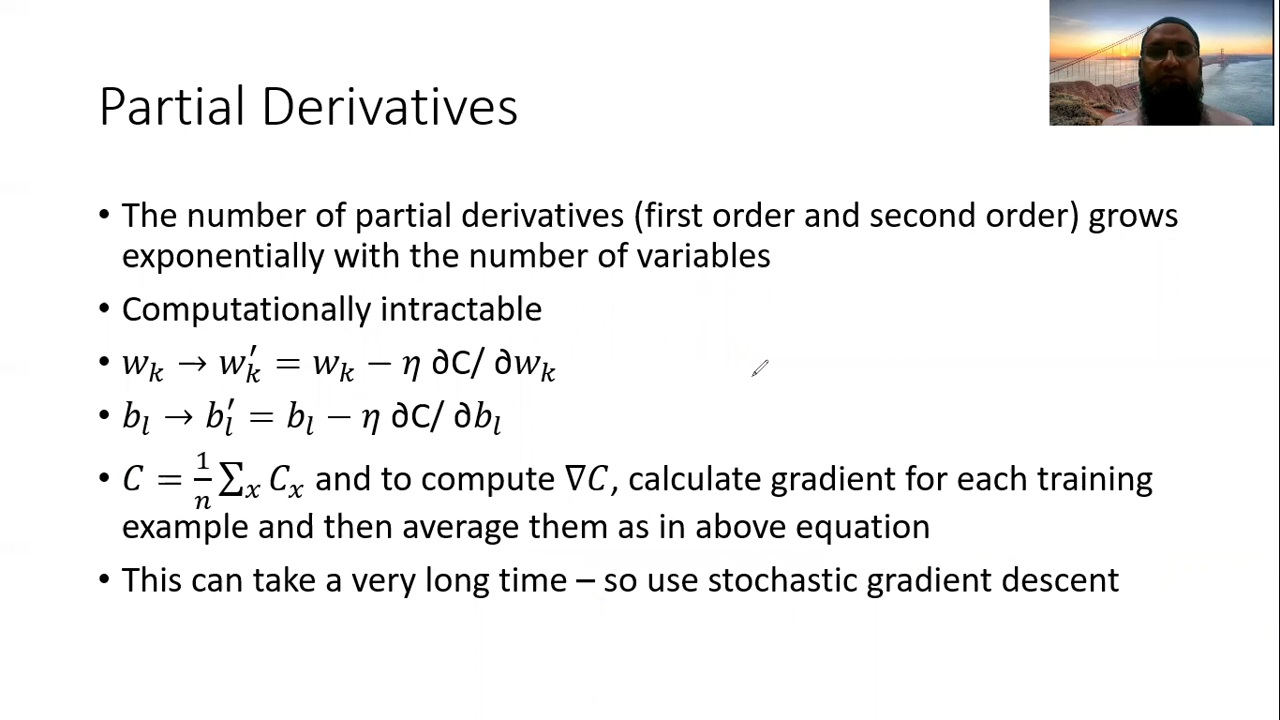 Partial Derivatives
• The number of partial derivatives (first order and second order) grows
exponentially with the number of variables
• Computationally intractable
• wₖ → wₖ′ = wₖ − η ∂C/ ∂wₖ
• bₗ → bₗ′ = bₗ − η ∂C/ ∂bₗ
• C = 1/n ∑ₓ Cₓ and to compute ∇C, calculate gradient for each training
example and then average them as in above equation
• This can take a very long time – so use stochastic gradient descent